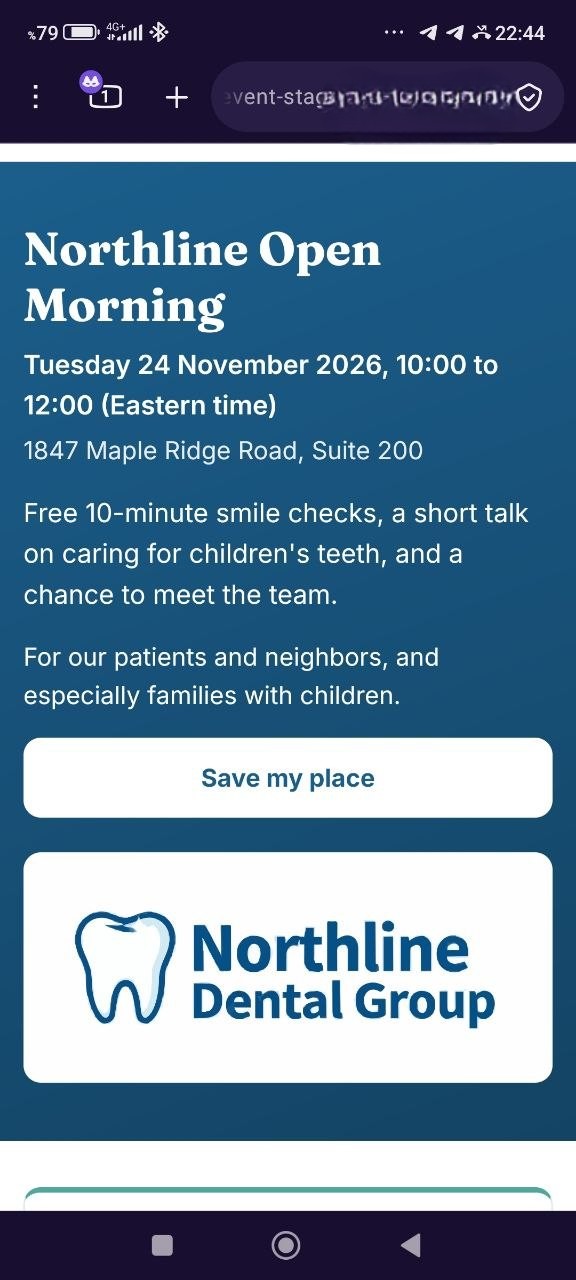 %79
4G+
22:44
1
Northline Open
Morning
Tuesday 24 November 2026, 10:00 to
12:00 (Eastern time)
1847 Maple Ridge Road, Suite 200
Free 10-minute smile checks, a short talk
on caring for children's teeth, and a
chance to meet the team.
For our patients and neighbors, and
especially families with children.
Save my place
Northline
Dental Group